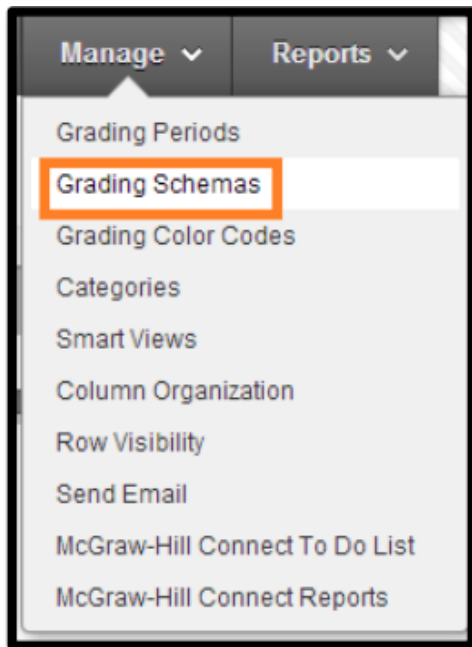 Manage Reports
Grading Periods
Grading Schemas
Grading Color Codes
Categories
Smart Views
Column Organization
Row Visibility
Send Email
McGraw-Hill Connect To Do List
McGraw-Hill Connect Reports